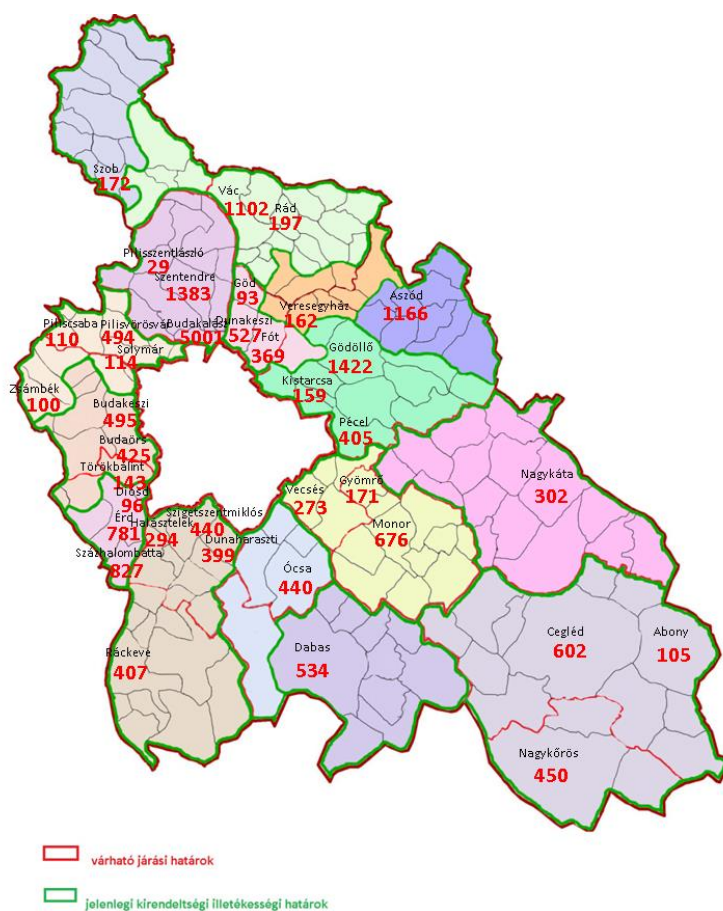 Szob
172
Vác
1102
Rád
197
Pilisszentlászló
29
Szentendre
1383
Göd
93
Veresegyház
162
Aszód
1166
Piliscsaba
110
Pilisvörösvár
494
Budakalász
5001
Dunakeszi
527
Fót
369
Gödöllő
1422
Solymár
114
Kistarcsa
159
Zsámbék
100
Budakeszi
495
Pécel
405
Budaörs
425
Törökbálint
143
Diósd
96
Érd
781
Százhalombatta
827
Halásztelek
294
Szigetszentmiklós
440
Dunaharaszti
399
Vecsés
273
Gyömrő
171
Monor
676
Nagykáta
302
Ócsa
440
Ráckeve
407
Dabas
534
Cegléd
602
Abony
105
Nagykőrös
450
várható járási határok
jelenlegi kirendeltségi illetékességi határok